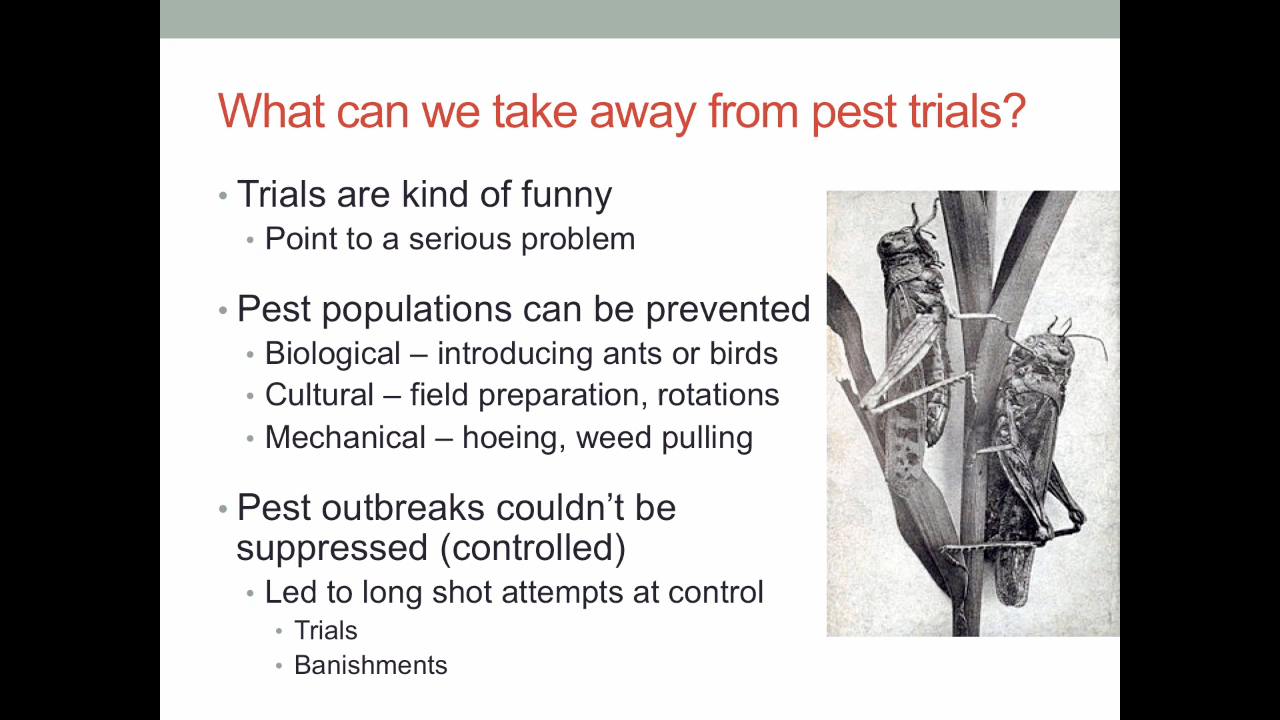 What can we take away from pest trials?
• Trials are kind of funny
• Point to a serious problem
• Pest populations can be prevented
• Biological – introducing ants or birds
• Cultural – field preparation, rotations
• Mechanical – hoeing, weed pulling
• Pest outbreaks couldn’t be
suppressed (controlled)
• Led to long shot attempts at control
• Trials
• Banishments